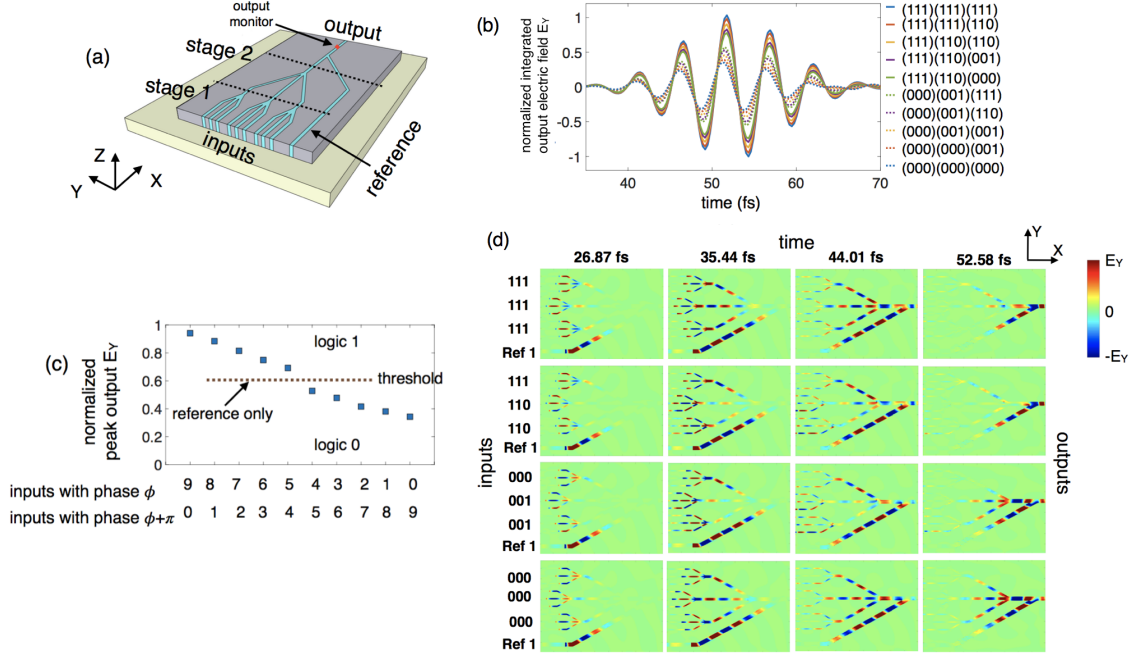 (a)
output
monitor
output
stage 2
stage 1
inputs
reference
Z
Y
X
(b)
normalized integrated
output electric field E_Y
1
0.5
0
-0.5
-1
40
50
60
70
time (fs)
(111)(111)(111)
(111)(111)(110)
(111)(110)(110)
(111)(110)(001)
(111)(110)(000)
(000)(001)(111)
(000)(001)(110)
(000)(001)(001)
(000)(000)(001)
(000)(000)(000)
(c)
normalized
peak output E_Y
1
0.8
0.6
0.4
0.2
0
logic 1
threshold
reference only
logic 0
inputs with phase ϕ 9 8 7 6 5 4 3 2 1 0
inputs with phase ϕ+π 0 1 2 3 4 5 6 7 8 9
(d)
time
Y
X
26.87 fs 35.44 fs 44.01 fs 52.58 fs
E_Y
0
-E_Y
inputs
outputs
111
111
111
Ref 1
111
110
110
Ref 1
000
001
001
Ref 1
000
000
000
Ref 1